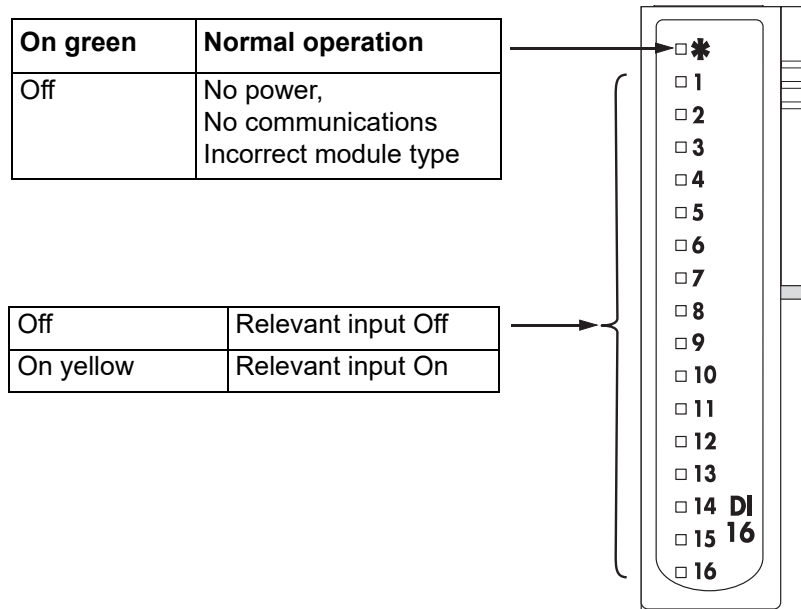 On green Normal operation
Off No power,
No communications
Incorrect module type
Off Relevant input Off
On yellow Relevant input On
✱
1
2
3
4
5
6
7
8
9
10
11
12
13
14
15
16
DI
16